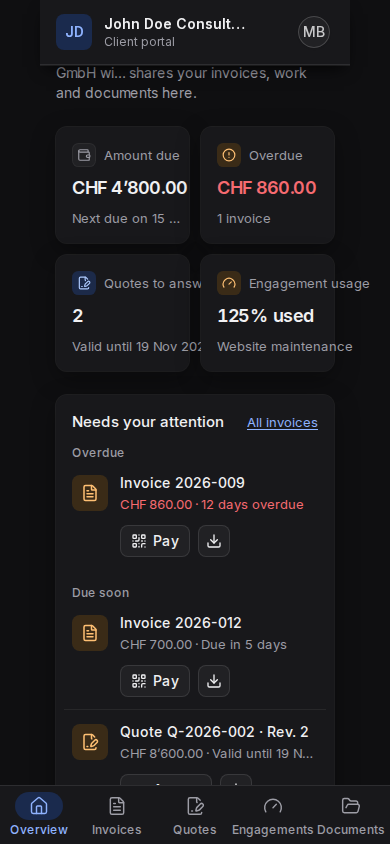 JD
John Doe Consult…
Client portal
MB
GmbH wi… shares your invoices, work
and documents here.
Amount due
CHF 4’800.00
Next due on 15 …
Overdue
CHF 860.00
1 invoice
Quotes to answ
2
Valid until 19 Nov 202
Engagement usage
125% used
Website maintenance
Needs your attention
All invoices
Overdue
Invoice 2026-009
CHF 860.00 · 12 days overdue
Pay
Due soon
Invoice 2026-012
CHF 700.00 · Due in 5 days
Pay
Quote Q-2026-002 · Rev. 2
CHF 8’600.00 · Valid until 19 N…
Overview
Invoices
Quotes
Engagements
Documents